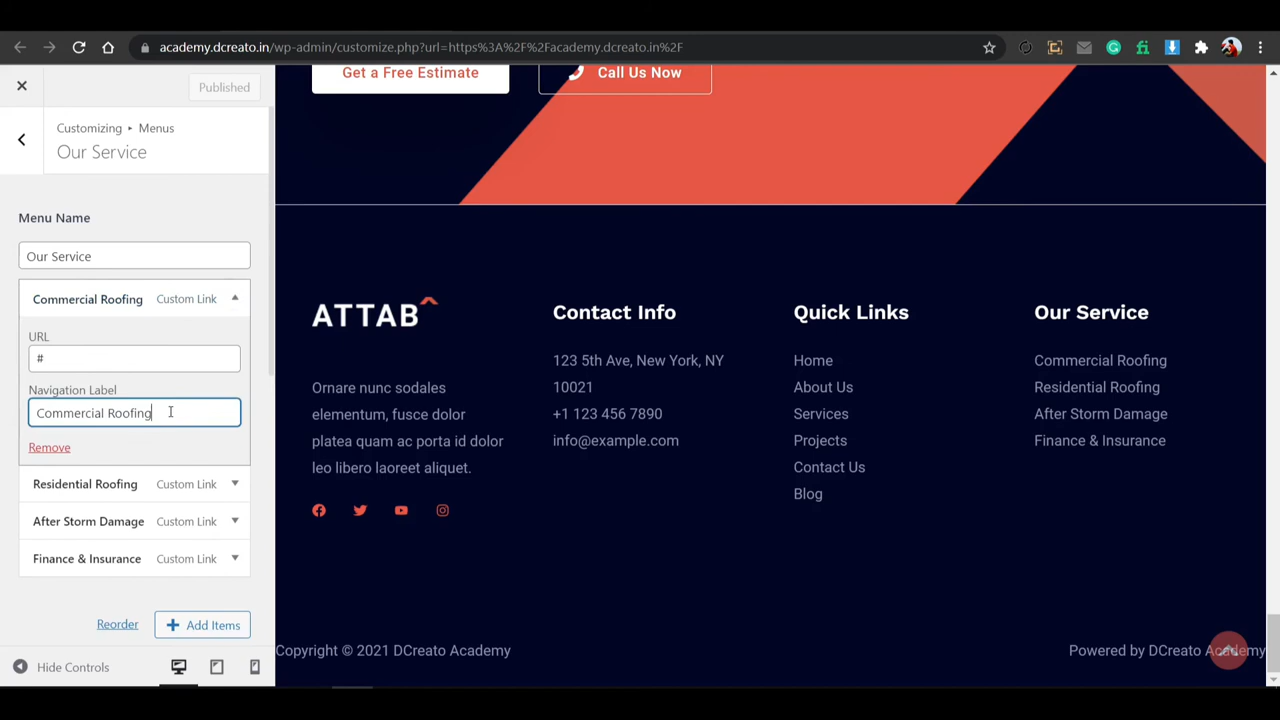 academy.dcreato.in/wp-admin/customize.php?url=https%3A%2F%2Facademy.dcreato.in%2F
Published
Customizing ▸ Menus
Our Service
Menu Name
Our Service
Commercial Roofing Custom Link
URL
#
Navigation Label
Commercial Roofing
Remove
Residential Roofing Custom Link
After Storm Damage Custom Link
Finance & Insurance Custom Link
Reorder
Add Items
Hide Controls
Get a Free Estimate
Call Us Now
ATTAB
Ornare nunc sodales
elementum, fusce dolor
platea quam ac porta id dolor
leo libero laoreet aliquet.
Contact Info
123 5th Ave, New York, NY
10021
+1 123 456 7890
info@example.com
Quick Links
Home
About Us
Services
Projects
Contact Us
Blog
Our Service
Commercial Roofing
Residential Roofing
After Storm Damage
Finance & Insurance
Copyright © 2021 DCreato Academy
Powered by DCreato Academy